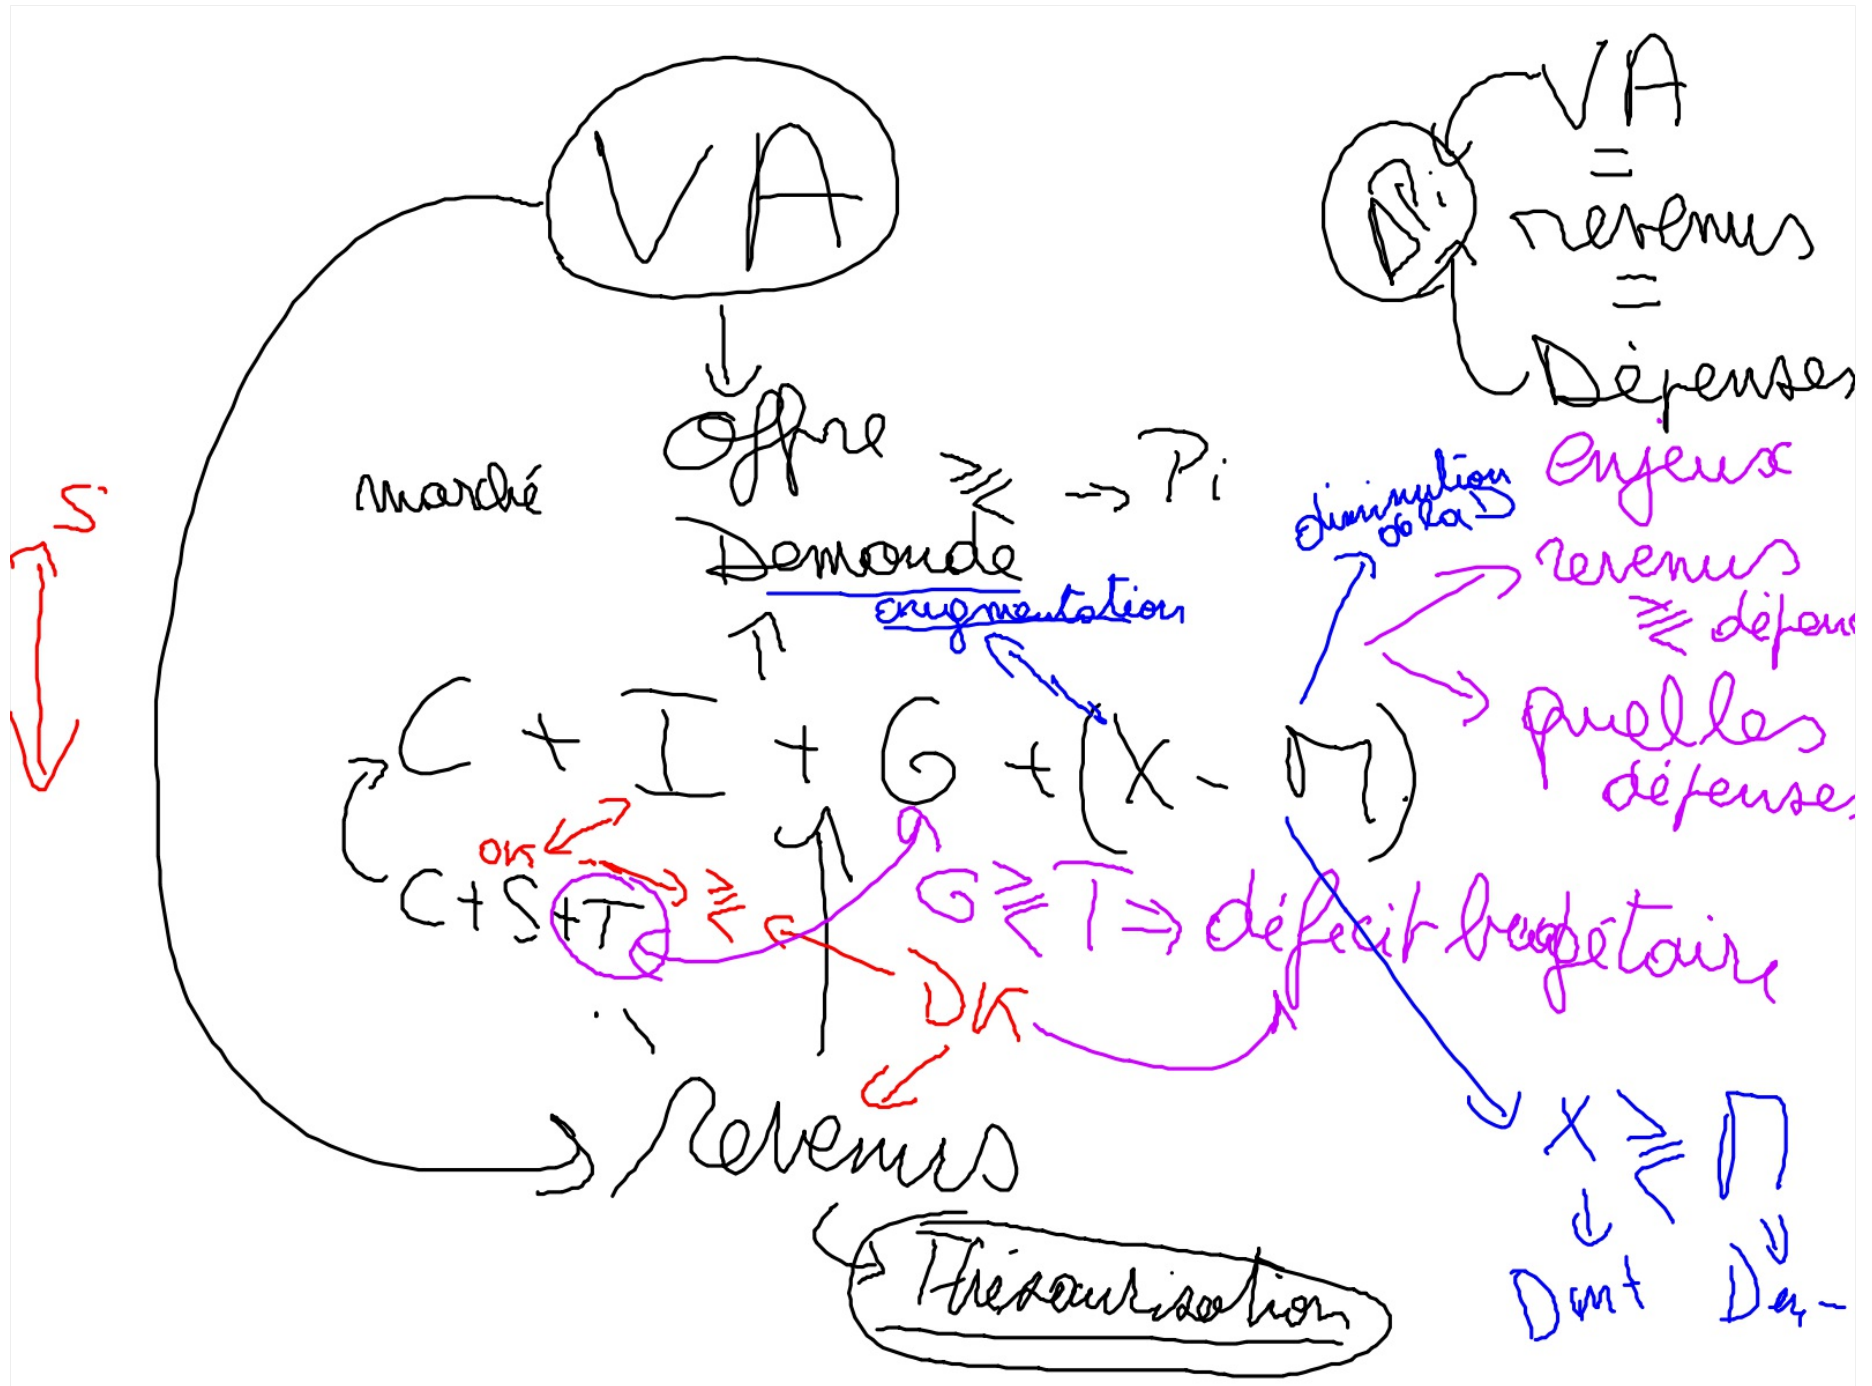 VA
VA
=
revenus
=
Dépenses
Offre
marché
≥≤ → Pi
Demande
augmentation
diminution
de la D
enjeux
revenus
≥≤ dépens
quelles
dépenses
S
C + I + G + (X - M)
OK
C+S+T
≥≤
G ≥≤ T ⇒ déficit budgétaire
DK
Revenus
Thésaurisation
X ≥≤ M